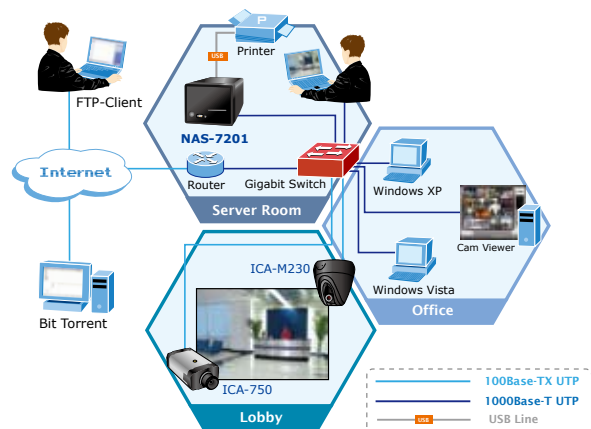 P
USB
Printer
FTP-Client
NAS-7201
Internet
Router
Gigabit Switch
Windows XP
Server Room
Cam Viewer
ICA-M230
Windows Vista
Bit Torrent
Office
ICA-750
Lobby
100Base-TX UTP
1000Base-T UTP
USB
USB Line